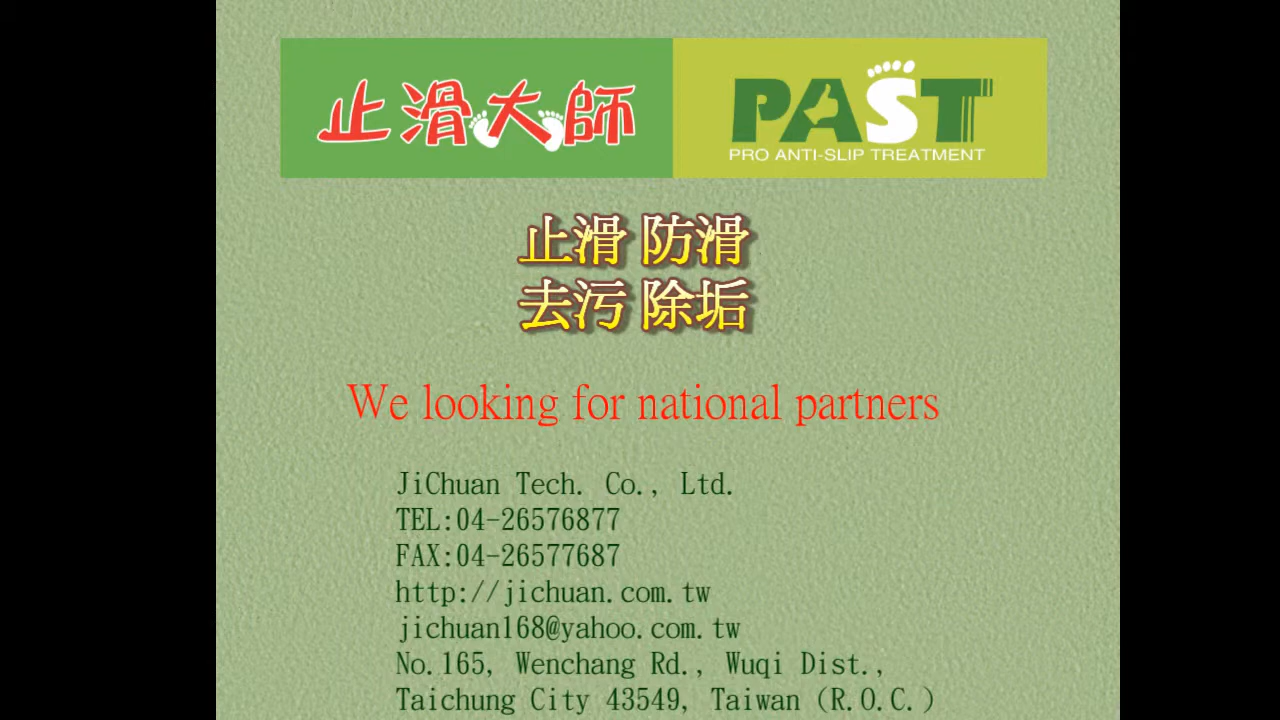 止滑大師
PAST
PRO ANTI-SLIP TREATMENT
止滑 防滑
去污 除垢
We looking for national partners
JiChuan Tech. Co., Ltd.
TEL:04-26576877
FAX:04-26577687
http://jichuan.com.tw
jichuan168@yahoo.com.tw
No.165, Wenchang Rd., Wuqi Dist.,
Taichung City 43549, Taiwan (R.O.C.)